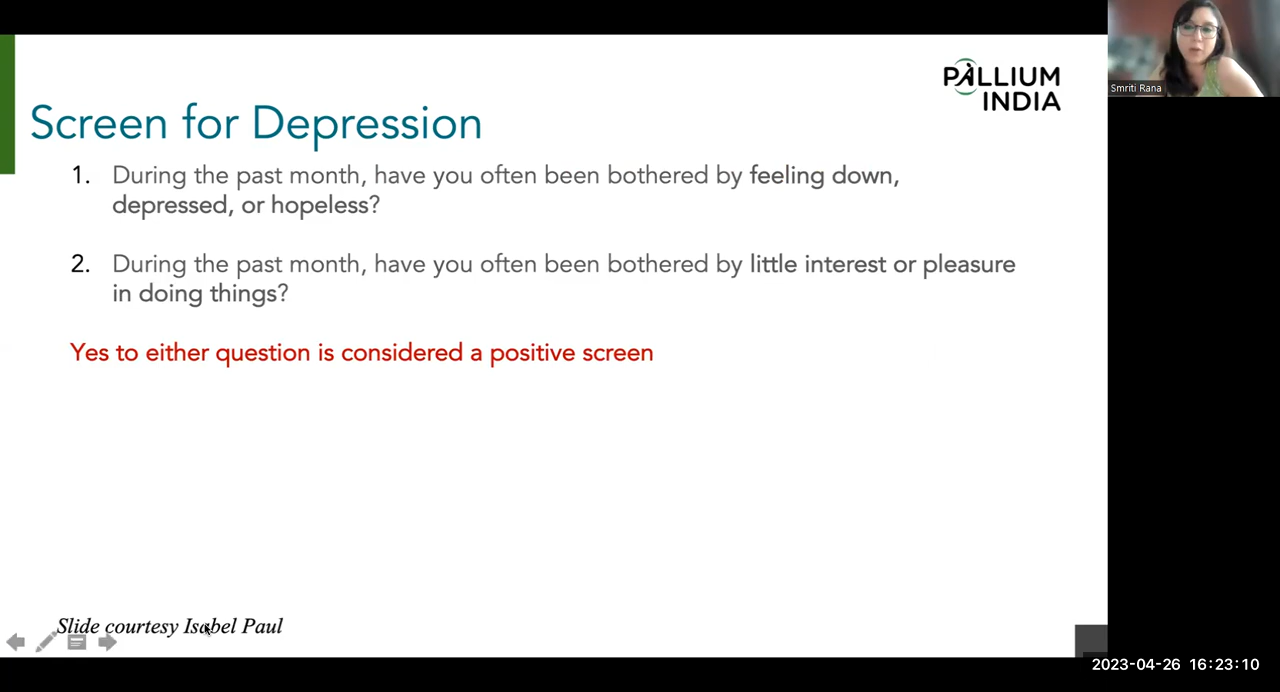 PALLIUM
INDIA
Smriti Rana
Screen for Depression
1. During the past month, have you often been bothered by feeling down,
depressed, or hopeless?
2. During the past month, have you often been bothered by little interest or pleasure
in doing things?
Yes to either question is considered a positive screen
Slide courtesy Isabel Paul
2023-04-26 16:23:10